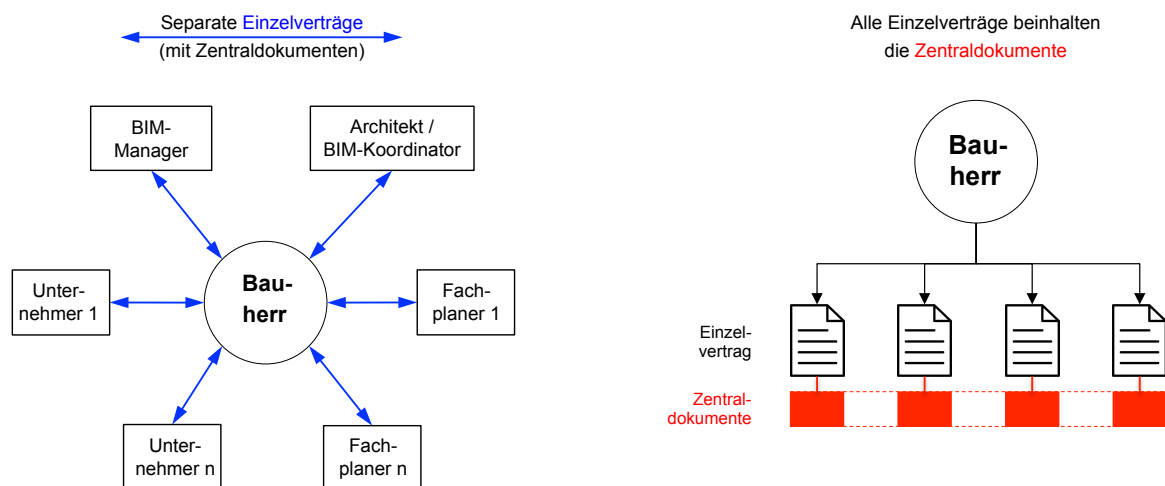 Separate Einzelverträge
(mit Zentraldokumenten)
BIM-
Manager
Architekt /
BIM-Koordinator
Bau-
herr
Unter-
nehmer 1
Fach-
planer 1
Unter-
nehmer n
Fach-
planer n
Alle Einzelverträge beinhalten
die Zentraldokumente
Bau-
herr
Einzel-
vertrag
Zentral-
dokumente